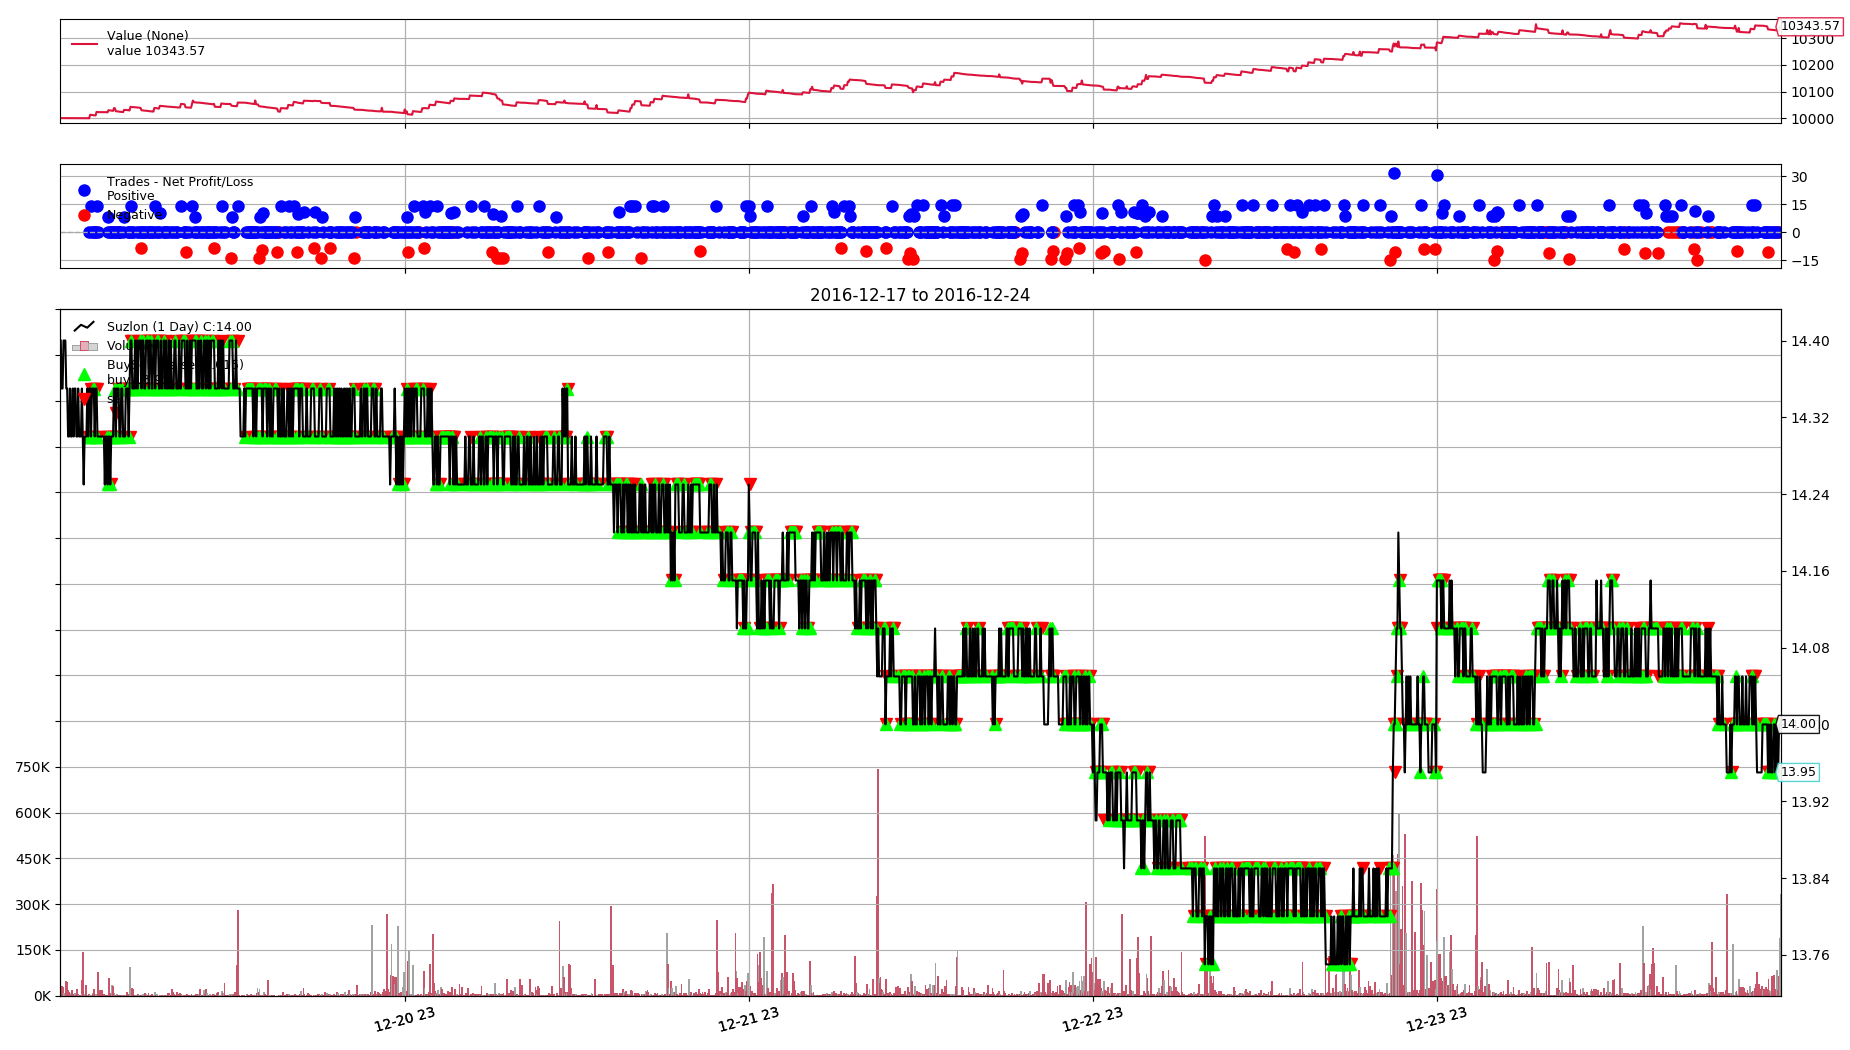 Value (None)
value 10343.57
10343.57
10300
10200
10100
10000
Trades - Net Profit/Loss
Positive
Negative
30
15
0
−15
2016-12-17 to 2016-12-24
Suzlon (1 Day) C:14.00
14.40
14.32
14.24
14.16
14.08
14.00
13.95
13.92
13.84
13.76
750K
600K
450K
300K
150K
0K
12-20 23
12-21 23
12-22 23
12-23 23